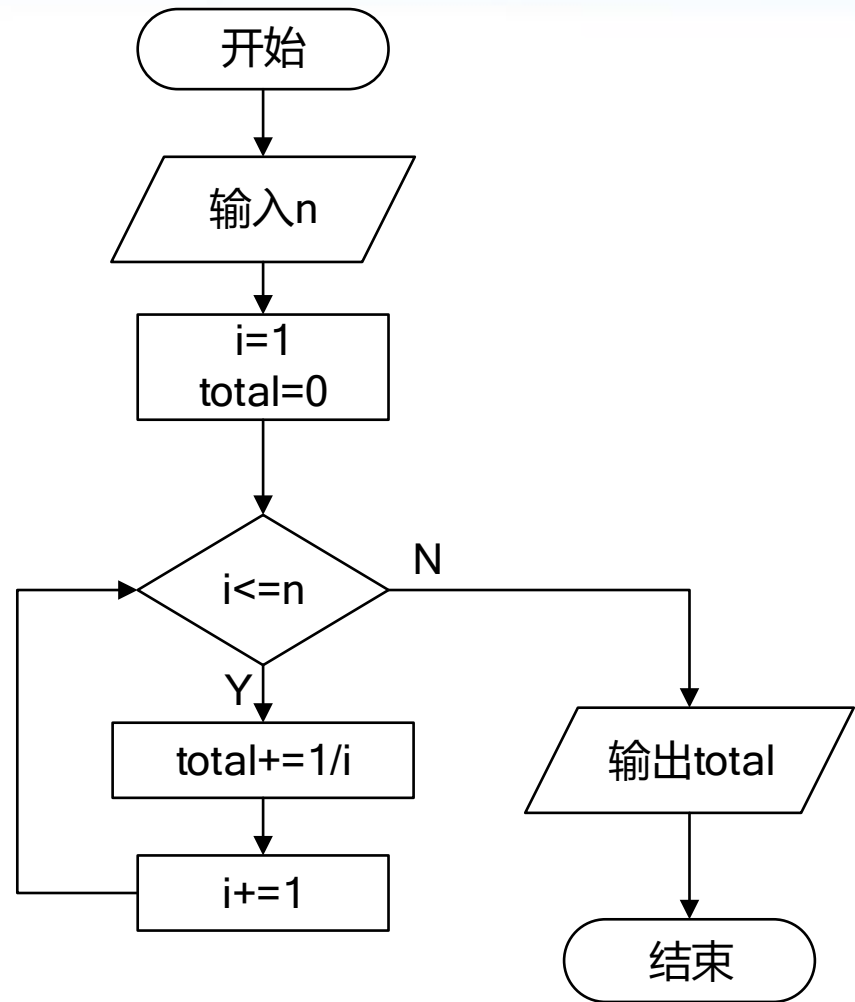 开始
输入n
i=1
total=0
i<=n
N
Y
total+=1/i
i+=1
输出total
结束